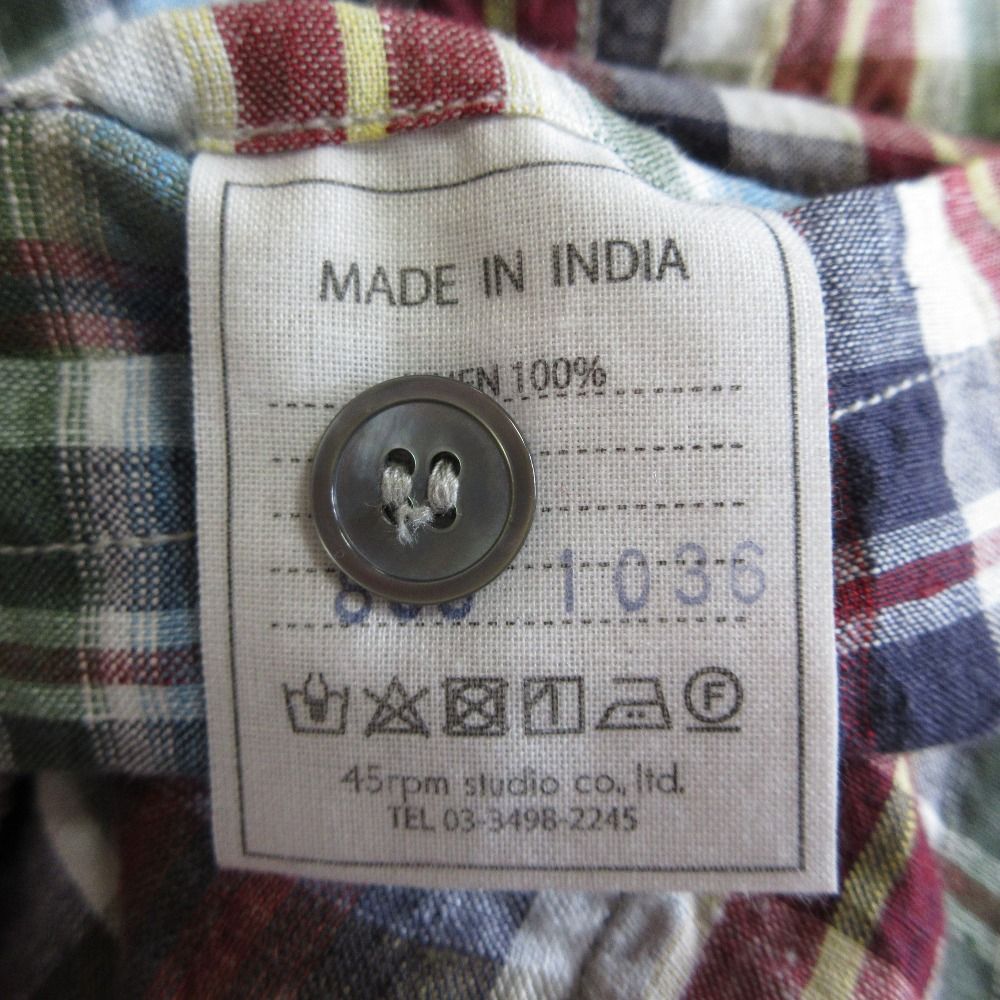 MADE IN INDIA
100%
1036
F
45rpm studio co., ltd.
TEL 03-3498-2245